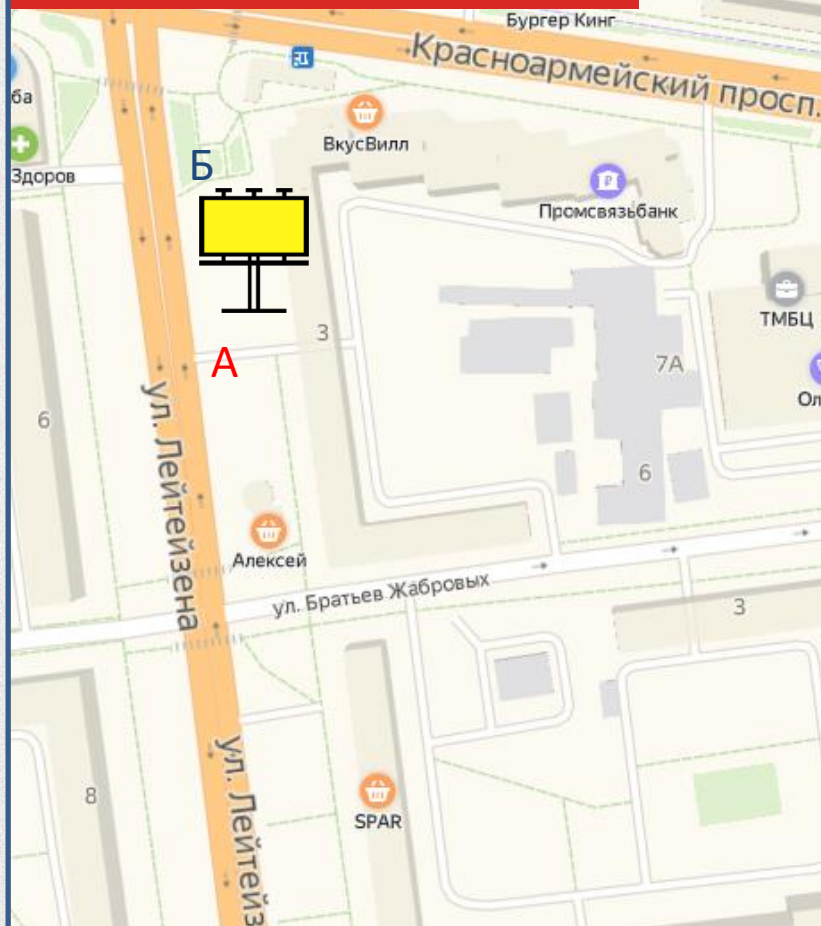 Бургер Кинг
Красноармейский просп.
ба
ВкусВилл
Здоров
Б
Промсвязьбанк
ТМБЦ
3
А
7А
Ол
6
ул. Лейтейзена
6
Алексей
ул. Братьев Жабровых
3
ул. Лейтейз
8
SPAR